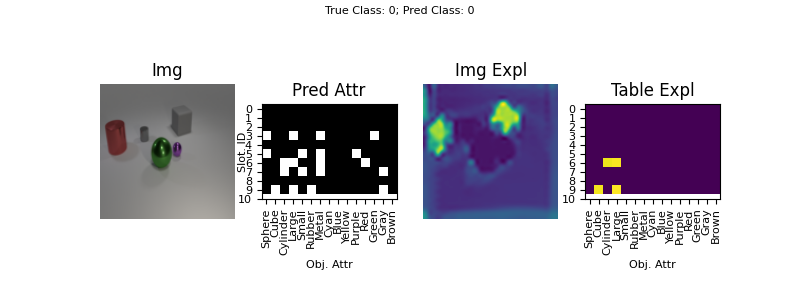 True Class: 0; Pred Class: 0
Img
Pred Attr
Img Expl
Table Expl
Slot. ID
0
1
2
3
4
5
6
7
8
9
10
Sphere
Cube
Cylinder
Large
Small
Rubber
Metal
Cyan
Blue
Yellow
Purple
Red
Green
Gray
Brown
Obj. Attr
0
1
2
3
4
5
6
7
8
9
10
Sphere
Cube
Cylinder
Large
Small
Rubber
Metal
Cyan
Blue
Yellow
Purple
Red
Green
Gray
Brown
Obj. Attr